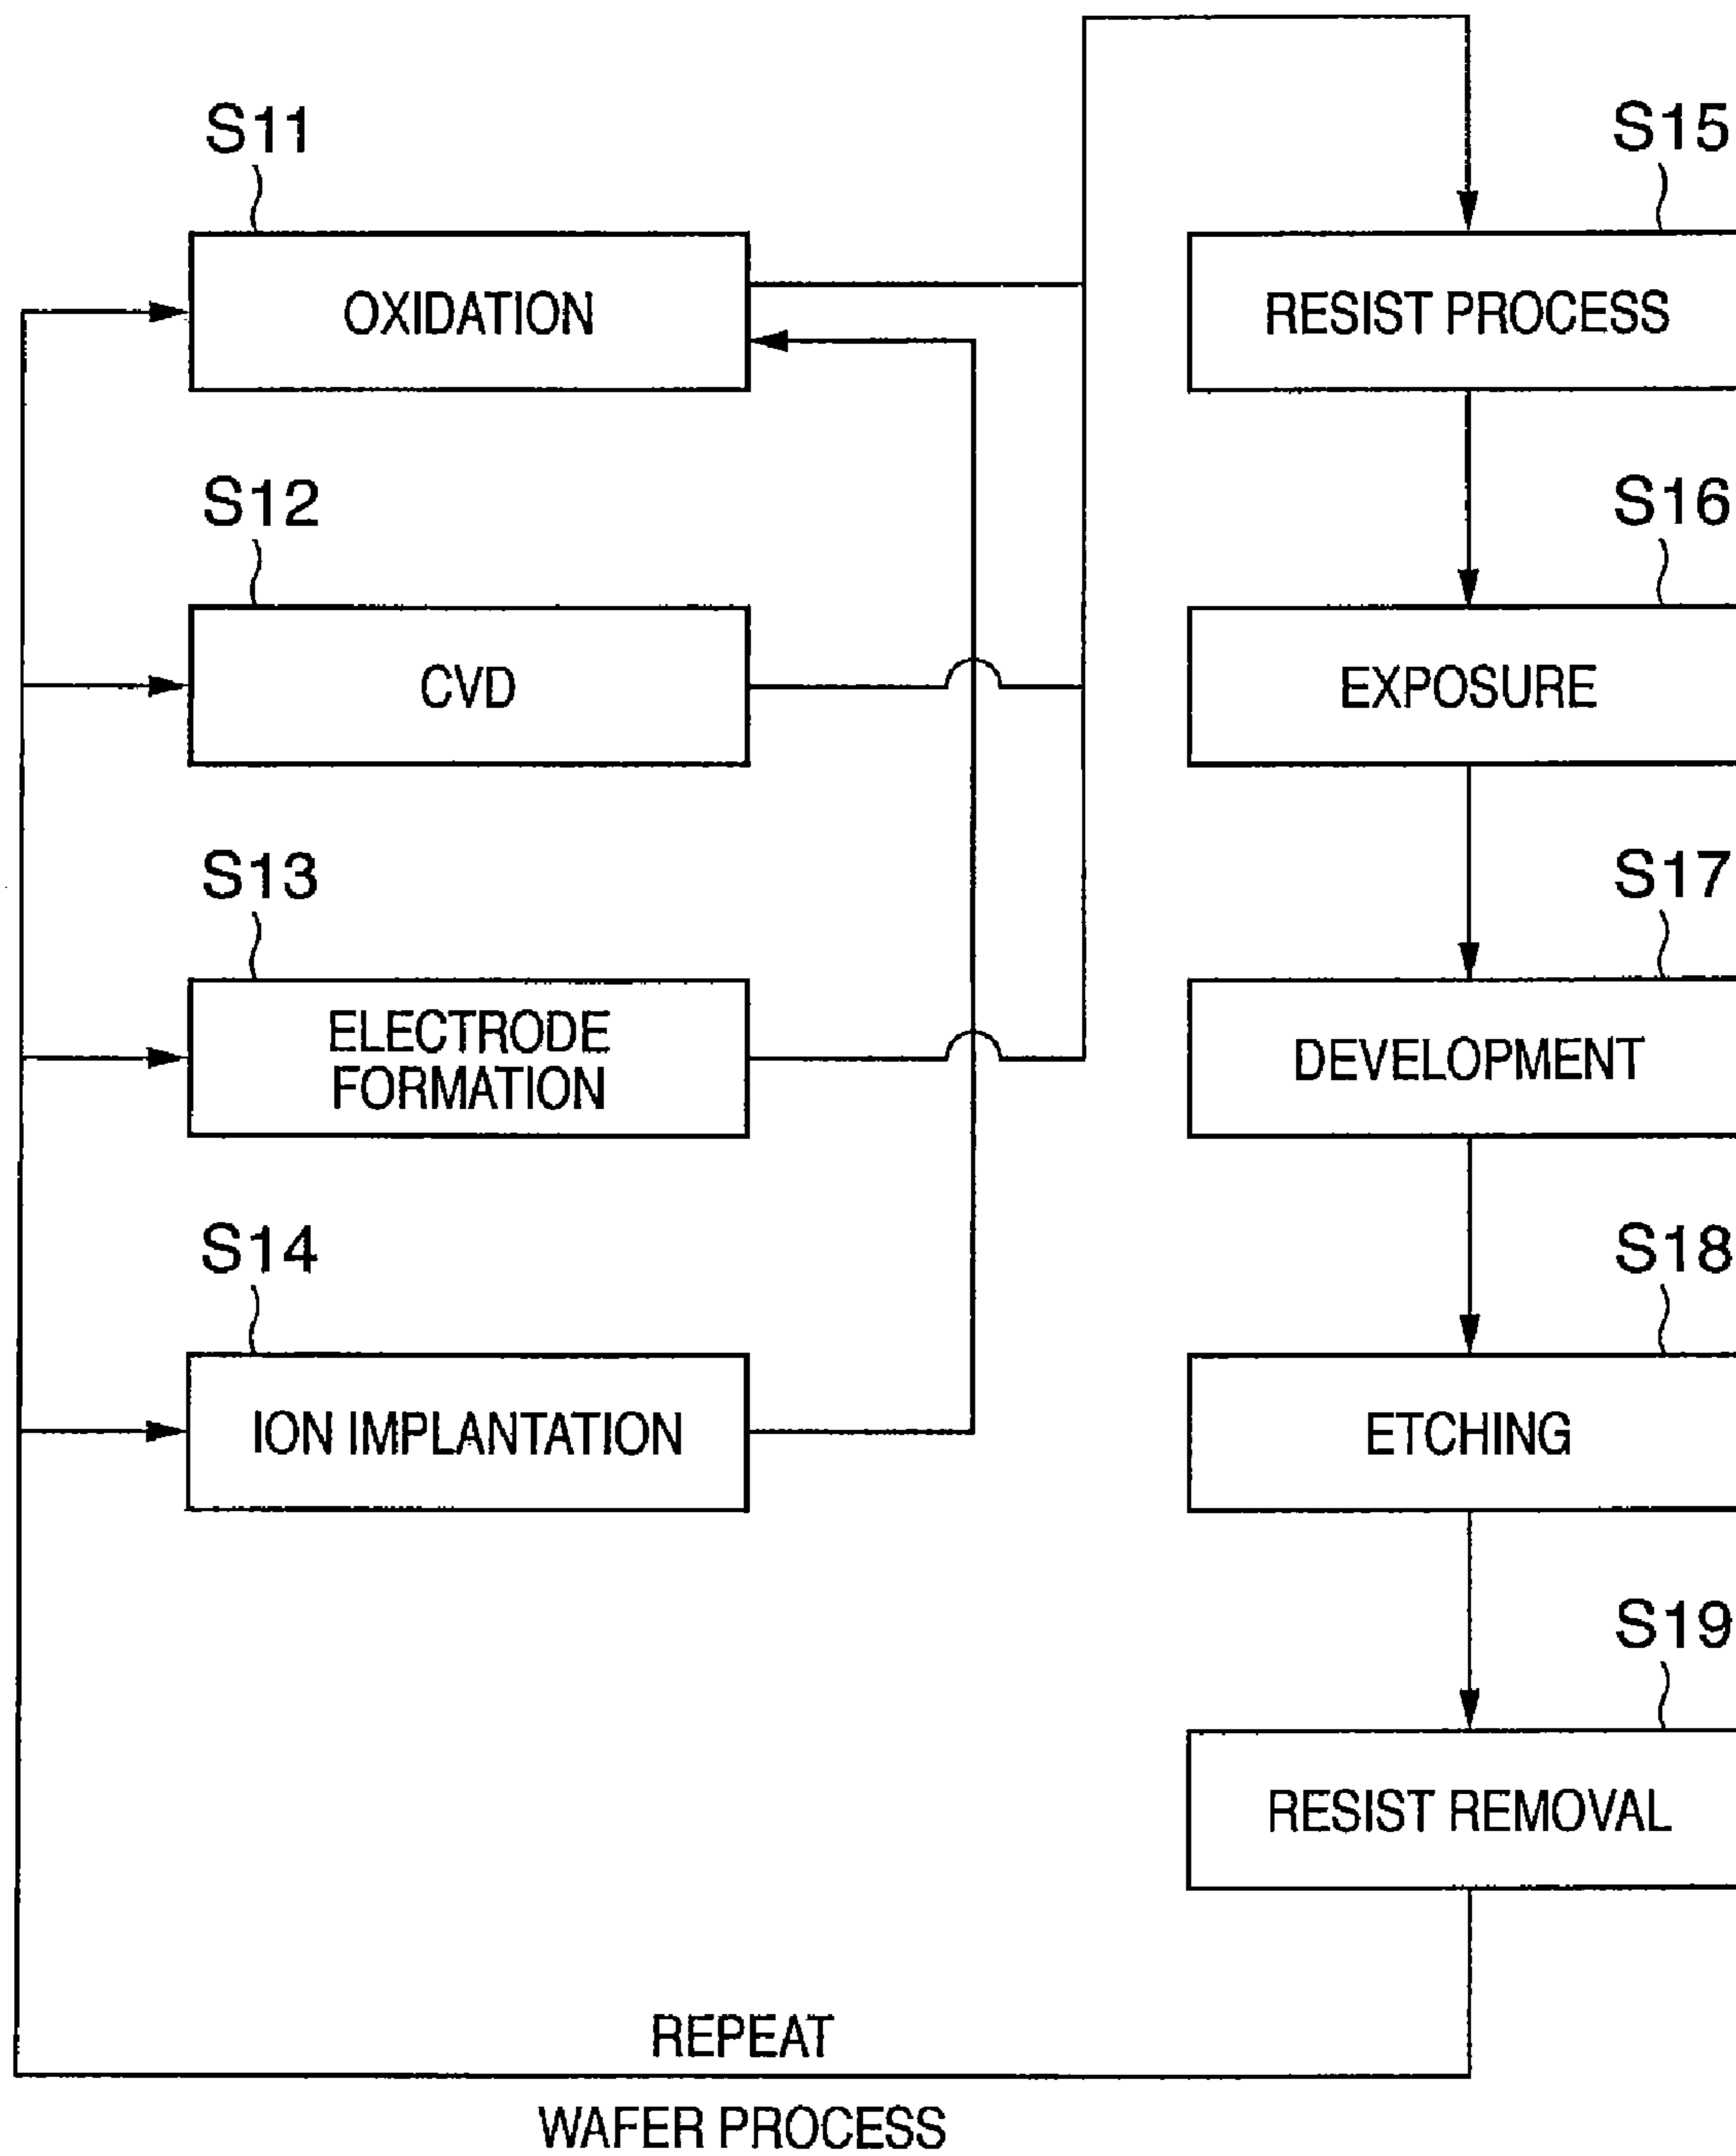 S11
OXIDATION
S12
CVD
S13
ELECTRODE
FORMATION
S14
ION IMPLANTATION
S15
RESIST PROCESS
S16
EXPOSURE
S17
DEVELOPMENT
S18
ETCHING
S19
RESIST REMOVAL
REPEAT
WAFER PROCESS